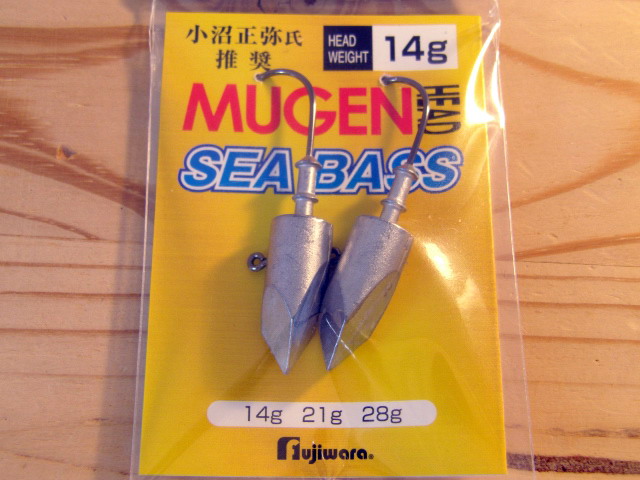 小沼正弥氏
推奨
HEAD
WEIGHT
14g
MUGEN
HEAD
SEA BASS
14g 21g 28g
Fujiwara®